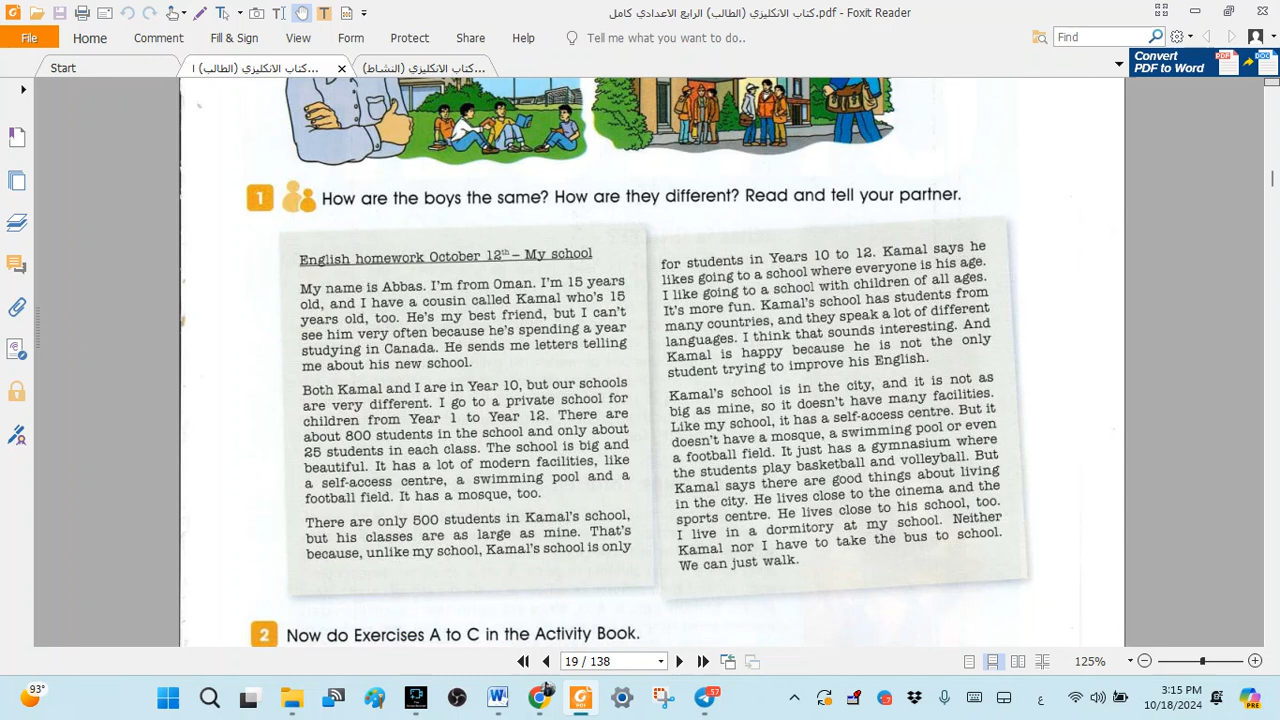 كتاب الانكليزي (الطالب) الرابع الاعدادي كامل.pdf - Foxit Reader
File
Home
Comment
Fill & Sign
View
Form
Protect
Share
Help
Tell me what you want to do..
Find
Start
كتاب الانكليزي (الطالب) ا...
كتاب الانكليزي (النشاط)...
Convert
PDF to Word
1 How are the boys the same? How are they different? Read and tell your partner.
English homework October 12th – My school
My name is Abbas. I'm from Oman. I'm 15 years
old, and I have a cousin called Kamal who's 15
years old, too. He's my best friend, but I can't
see him very often because he's spending a year
studying in Canada. He sends me letters telling
me about his new school.
Both Kamal and I are in Year 10, but our schools
are very different. I go to a private school for
children from Year 1 to Year 12. There are
about 800 students in the school and only about
25 students in each class. The school is big and
beautiful. It has a lot of modern facilities, like
a self-access centre, a swimming pool and a
football field. It has a mosque, too.
There are only 500 students in Kamal's school,
but his classes are as large as mine. That's
because, unlike my school, Kamal's school is only
for students in Years 10 to 12. Kamal says he
likes going to a school where everyone is his age.
I like going to a school with children of all ages.
It's more fun. Kamal's school has students from
many countries, and they speak a lot of different
languages. I think that sounds interesting. And
Kamal is happy because he is not the only
student trying to improve his English.
Kamal's school is in the city, and it is not as
big as mine, so it doesn't have many facilities.
Like my school, it has a self-access centre. But it
doesn't have a mosque, a swimming pool or even
a football field. It just has a gymnasium where
the students play basketball and volleyball. But
Kamal says there are good things about living
in the city. He lives close to the cinema and the
sports centre. He lives close to his school, too.
I live in a dormitory at my school. Neither
Kamal nor I have to take the bus to school.
We can just walk.
2 Now do Exercises A to C in the Activity Book.
19 / 138
125%
93°
57
ع
3:15 PM
10/18/2024